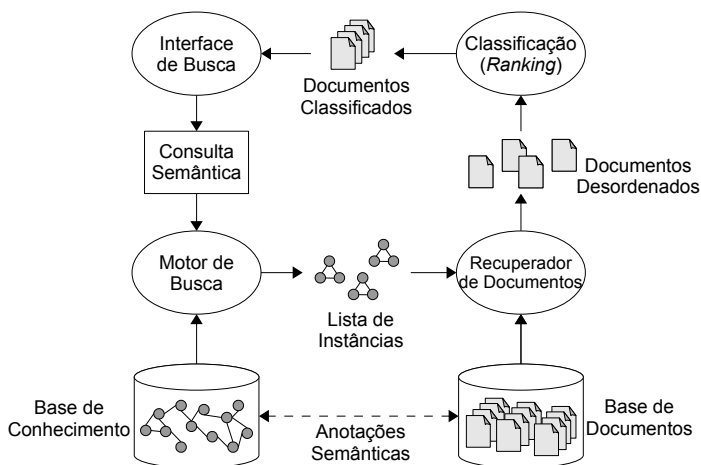 Interface
de Busca
Documentos
Classificados
Classificação
(Ranking)
Consulta
Semântica
Documentos
Desordenados
Motor de
Busca
Lista de
Instâncias
Recuperador
de Documentos
Base de
Conhecimento
Anotações
Semânticas
Base de
Documentos